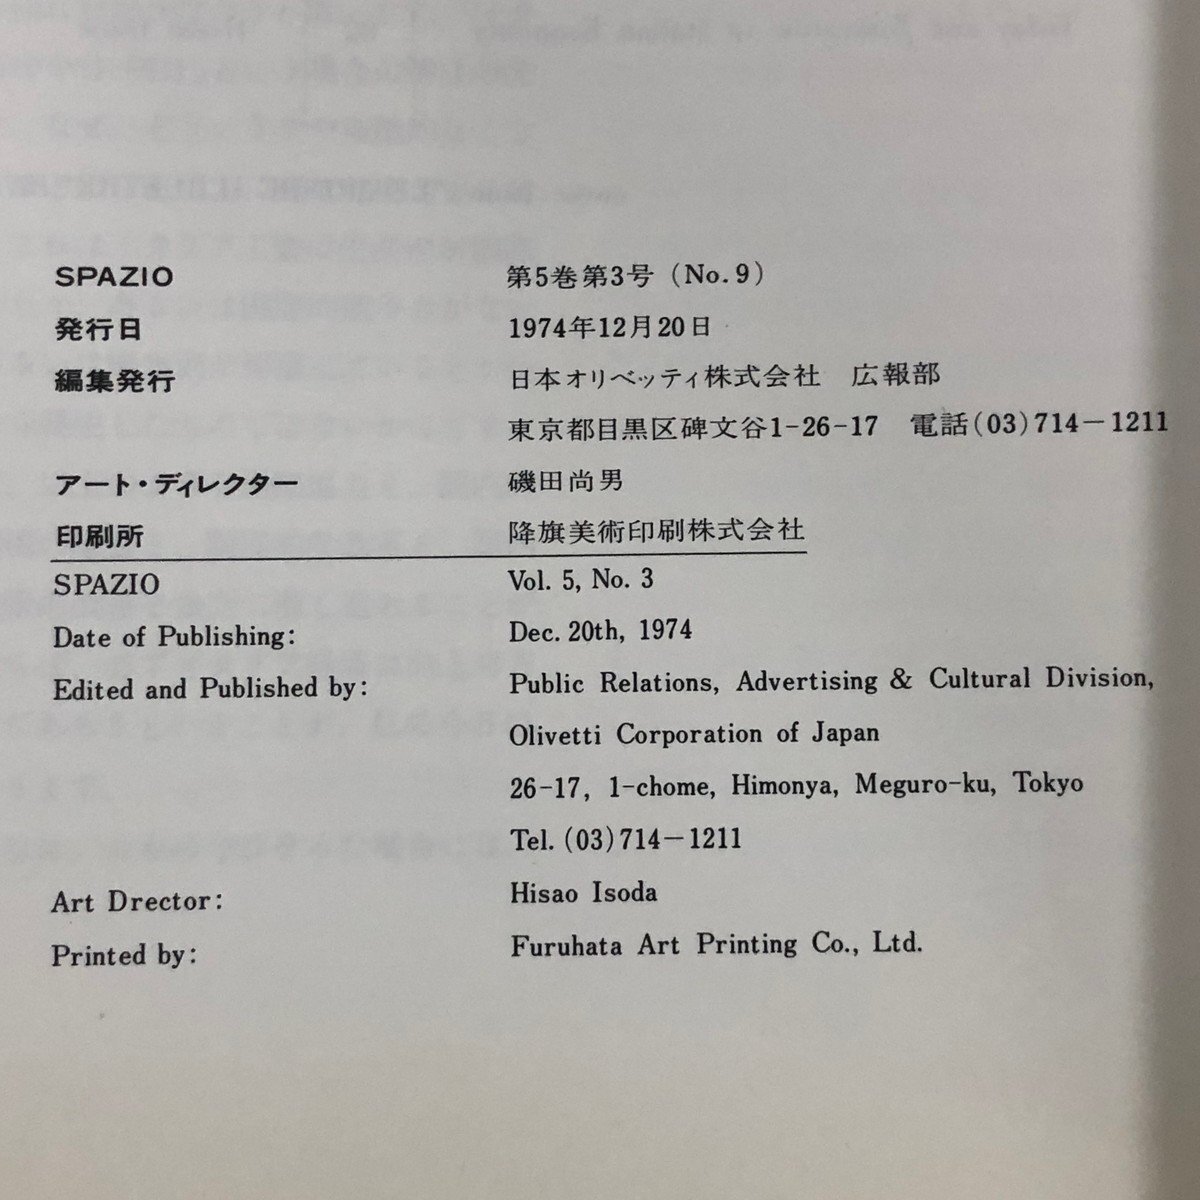 SPAZIO 第5巻第3号 (No.9)
発行日 1974年12月20日
編集発行 日本オリベッティ株式会社 広報部
東京都目黒区碑文谷1-26-17 電話(03)714-1211
アート・ディレクター 磯田尚男
印刷所 降旗美術印刷株式会社
SPAZIO Vol. 5, No. 3
Date of Publishing: Dec. 20th, 1974
Edited and Published by: Public Relations, Advertising & Cultural Division,
Olivetti Corporation of Japan
26-17, 1-chome, Himonya, Meguro-ku, Tokyo
Tel. (03)714-1211
Art Drector: Hisao Isoda
Printed by: Furuhata Art Printing Co., Ltd.